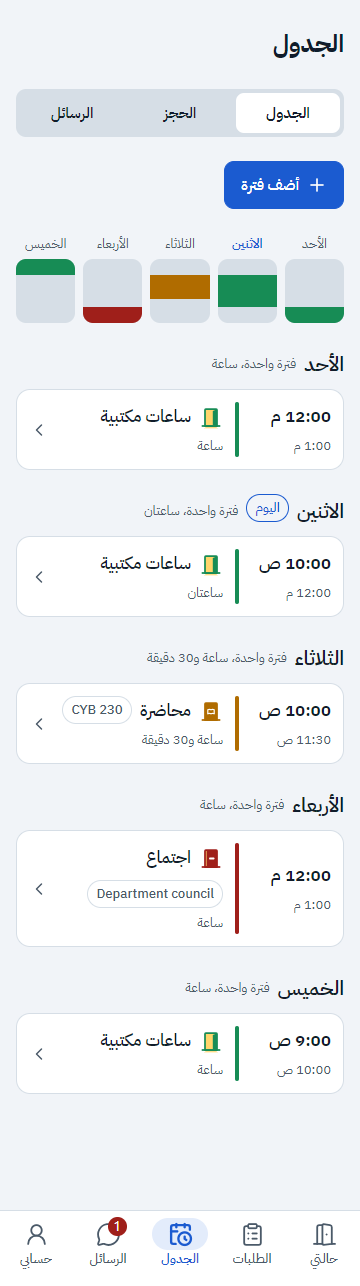 الجدول
الجدول
الحجز
الرسائل
أضف فترة
الأحد
الاثنين
الثلاثاء
الأربعاء
الخميس
الأحد فترة واحدة، ساعة
12:00 م ساعات مكتبية
1:00 م ساعة
الاثنين اليوم فترة واحدة، ساعتان
10:00 ص ساعات مكتبية
12:00 م ساعتان
الثلاثاء فترة واحدة، ساعة و30 دقيقة
10:00 ص محاضرة CYB 230
11:30 ص ساعة و30 دقيقة
الأربعاء فترة واحدة، ساعة
12:00 م اجتماع
Department council
1:00 م ساعة
الخميس فترة واحدة، ساعة
9:00 ص ساعات مكتبية
10:00 ص ساعة
حالتي
الطلبات
الجدول
1
الرسائل
حسابي